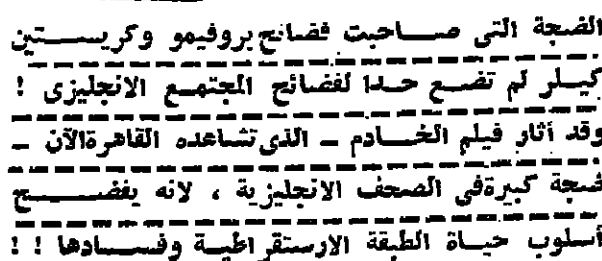 الضجة التى صاحبت فضائح بروفيمو وكريستين
كيلر لم تضع حدا لفضائح المجتمع الانجليزى !
وقد أثار فيلم الخادم ـ الذى تشاهده القاهرة الآن ـ
ضجة كبيرة فى الصحف الانجليزية ، لانه يفضح
أسلوب حياة الطبقة الارستقراطية وفسادها ! !